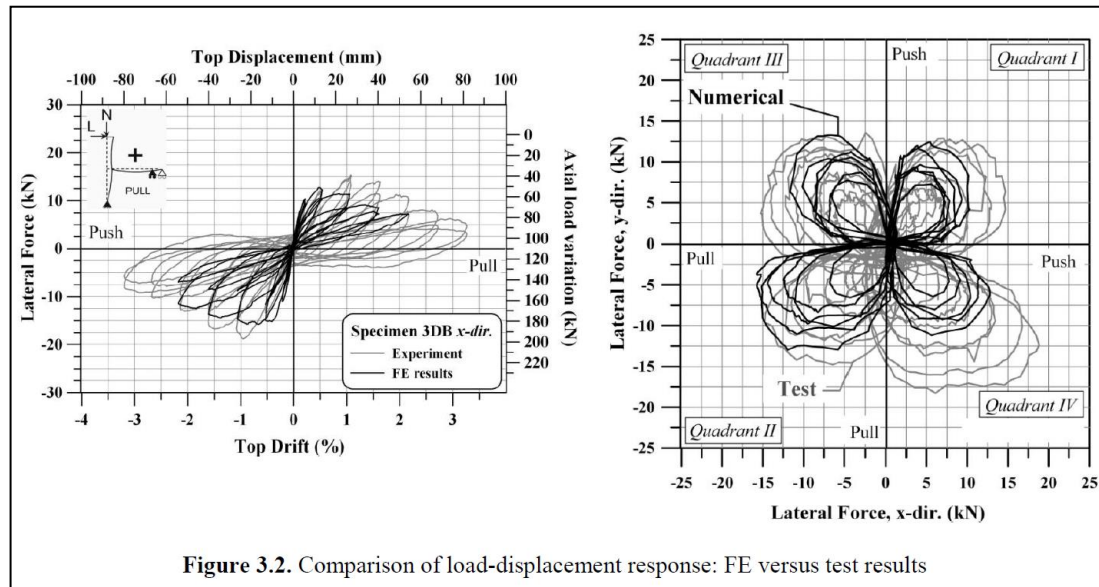 Top Displacement (mm)
-100 -80 -60 -40 -20 0 20 40 60 80 100
30
25
20
15
10
5
0
-5
-10
-15
-20
-25
-30
Lateral Force (kN)
N
L
+
PULL
Push
Pull
0
20
40
60
80
100
120
140
160
180
200
220
Axial load variation (kN)
Specimen 3DB x-dir.
Experiment
FE results
-4 -3 -2 -1 0 1 2 3
Top Drift (%)
25
20
15
10
5
0
-5
-10
-15
-20
-25
Lateral Force, y-dir. (kN)
Quadrant III
Push
Quadrant I
Numerical
Pull
Push
Test
Quadrant IV
Quadrant II
Pull
-25 -20 -15 -10 -5 0 5 10 15 20 25
Lateral Force, x-dir. (kN)
Figure 3.2. Comparison of load-displacement response: FE versus test results